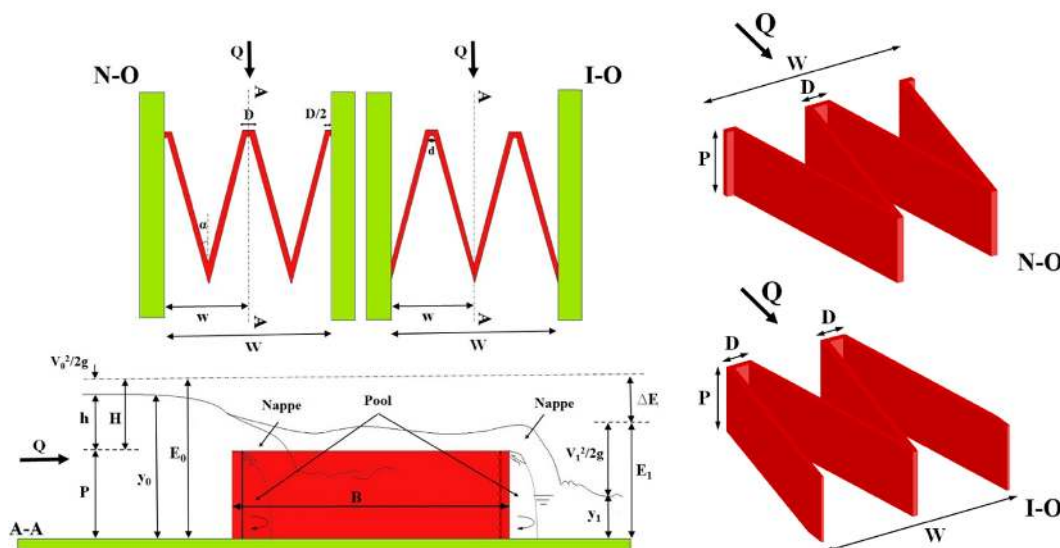 N-O
Q
A
D
D/2
α
w
W
A
Q
A
I-O
d
w
W
A
Q
W
D
P
N-O
Q
D
D
P
I-O
W
V₀²/2g
h
H
Nappe
Pool
Nappe
ΔE
Q
E₀
y₀
P
B
V₁²/2g
E₁
y₁
A-A